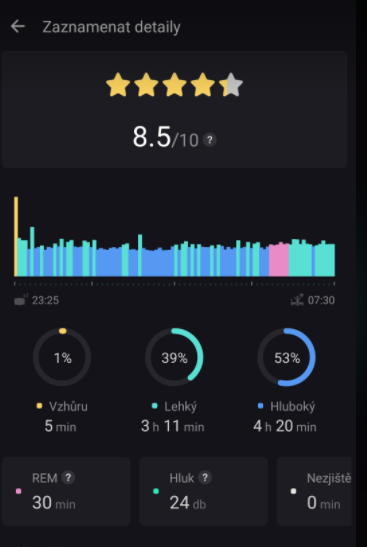 Zaznamenat detaily
8.5/10 ?
23:25
07:30
1%
39%
53%
Vzhůru
Lehký
Hluboký
5 min
3 h 11 min
4 h 20 min
REM ?
Hluk ?
Nezjiště
30 min
24 db
0 min